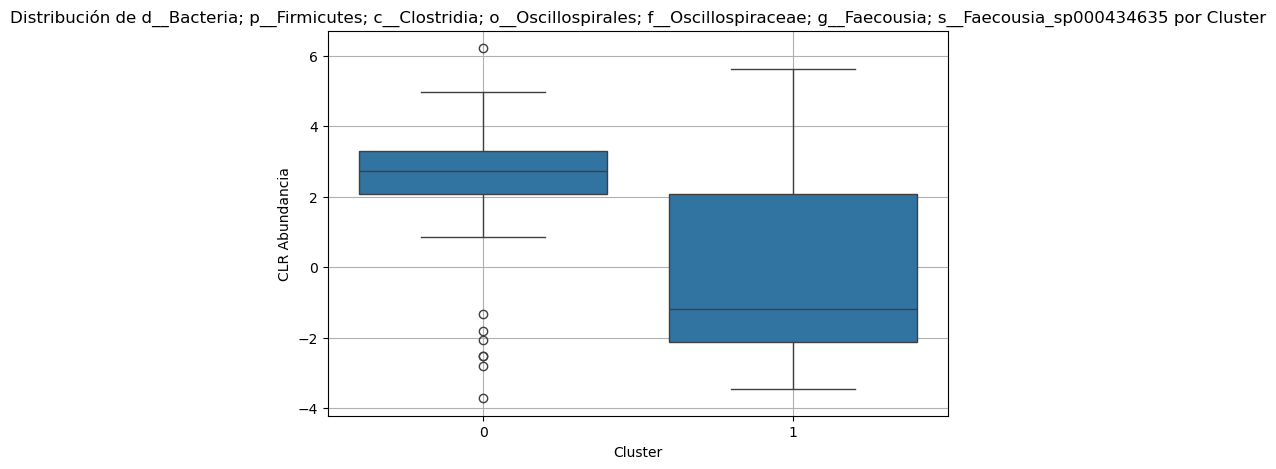 Distribución de d__Bacteria; p__Firmicutes; c__Clostridia; o__Oscillospirales; f__Oscillospiraceae; g__Faecousia; s__Faecousia_sp000434635 por Cluster
6
4
2
0
−2
−4
CLR Abundancia
0 1
Cluster